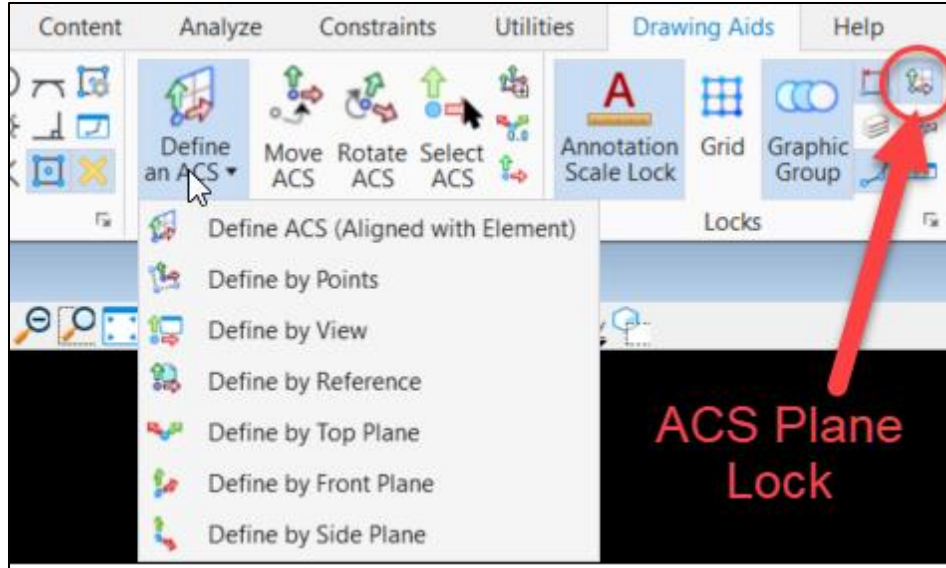 Content Analyze Constraints Utilities Drawing Aids Help
Define
an ACS
Move
ACS
Rotate
ACS
Select
ACS
0.0
A
Annotation
Scale Lock
Grid
Graphic
Group
Locks
Define ACS (Aligned with Element)
Define by Points
Define by View
Define by Reference
Define by Top Plane
Define by Front Plane
Define by Side Plane
ACS Plane
Lock